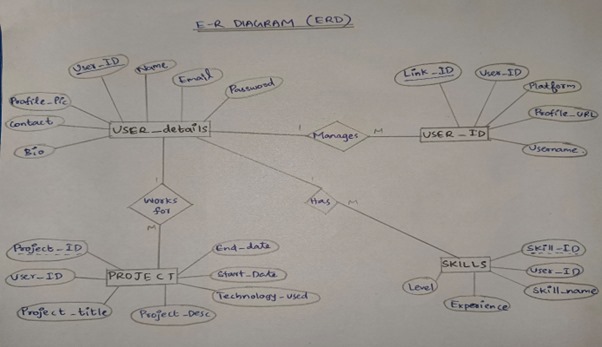 E-R DIAGRAM (ERD)
User_ID
Name
Email
Password
Profile_Pic
Contact
Bio
USER_details
1
Manages
M
Link_ID
User_ID
Platform
Profile_URL
Username
USER_ID
1
Works
for
M
1
Has
M
Project_ID
User_ID
Project_title
Project_Desc
Technology_used
Start_Date
End_date
PROJECT
SKILLS
Skill_ID
User_ID
Skill_name
Level
Experience